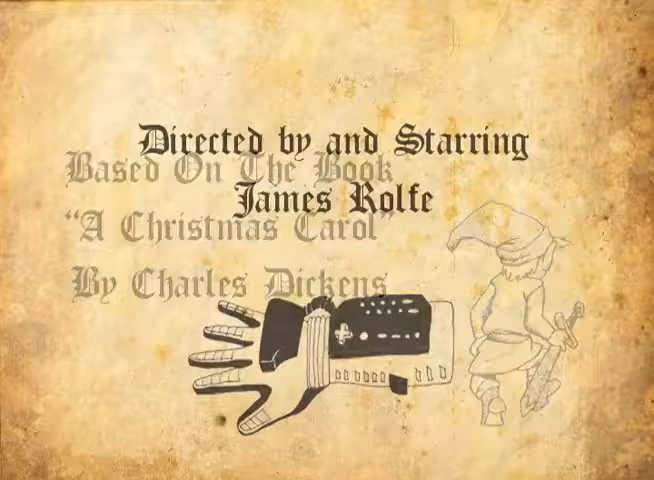 Directed by and Starring
James Rolfe
Based On The Book
“A Christmas Carol”
By Charles Dickens